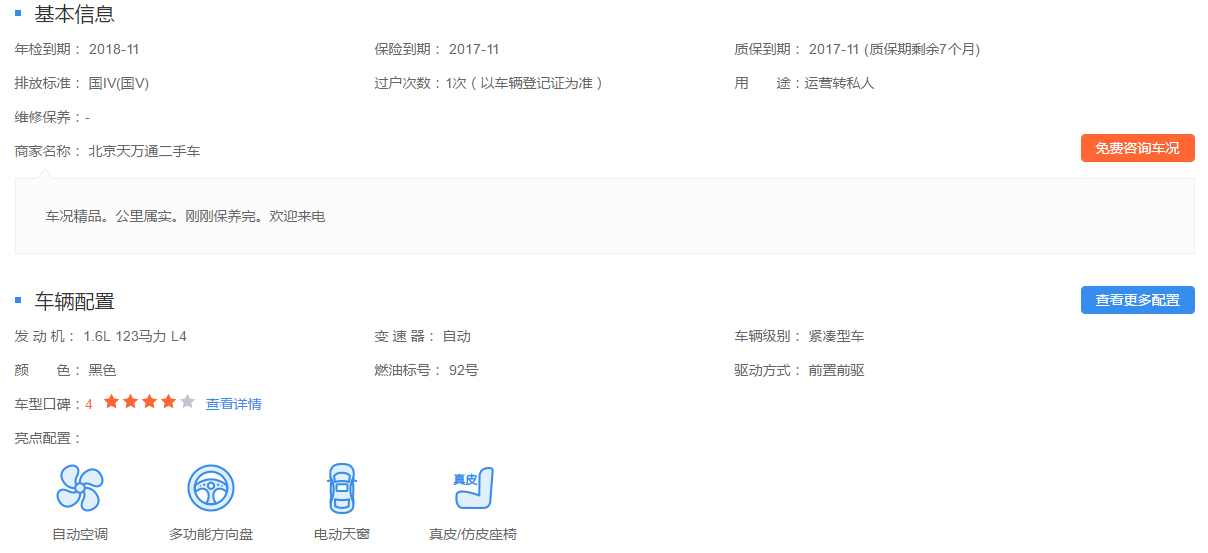 基本信息
年检到期： 2018-11 保险到期： 2017-11 质保到期： 2017-11 (质保期剩余7个月)
排放标准： 国IV(国V) 过户次数：1次（以车辆登记证为准） 用 途：运营转私人
维修保养：-
商家名称： 北京天万通二手车 免费咨询车况
车况精品。公里属实。刚刚保养完。欢迎来电
车辆配置 查看更多配置
发 动 机： 1.6L 123马力 L4 变 速 器： 自动 车辆级别： 紧凑型车
颜 色： 黑色 燃油标号： 92号 驱动方式： 前置前驱
车型口碑：4 查看详情
亮点配置：
真皮
自动空调 多功能方向盘 电动天窗 真皮/仿皮座椅